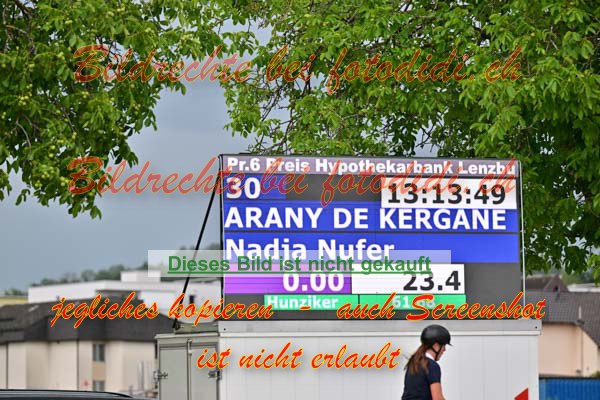 Bildrechte bei fotodidi.ch
Pr.6 Preis Hypothekarbank Lenzbu
Bildrechte bei fotodidi.ch
30 13:13:49
ARANY DE KERGANE
Nadja Nufer
Dieses Bild ist nicht gekauft
0.00 23.4
Hunziker 61
jegliches kopieren - auch Screenshot
ist nicht erlaubt